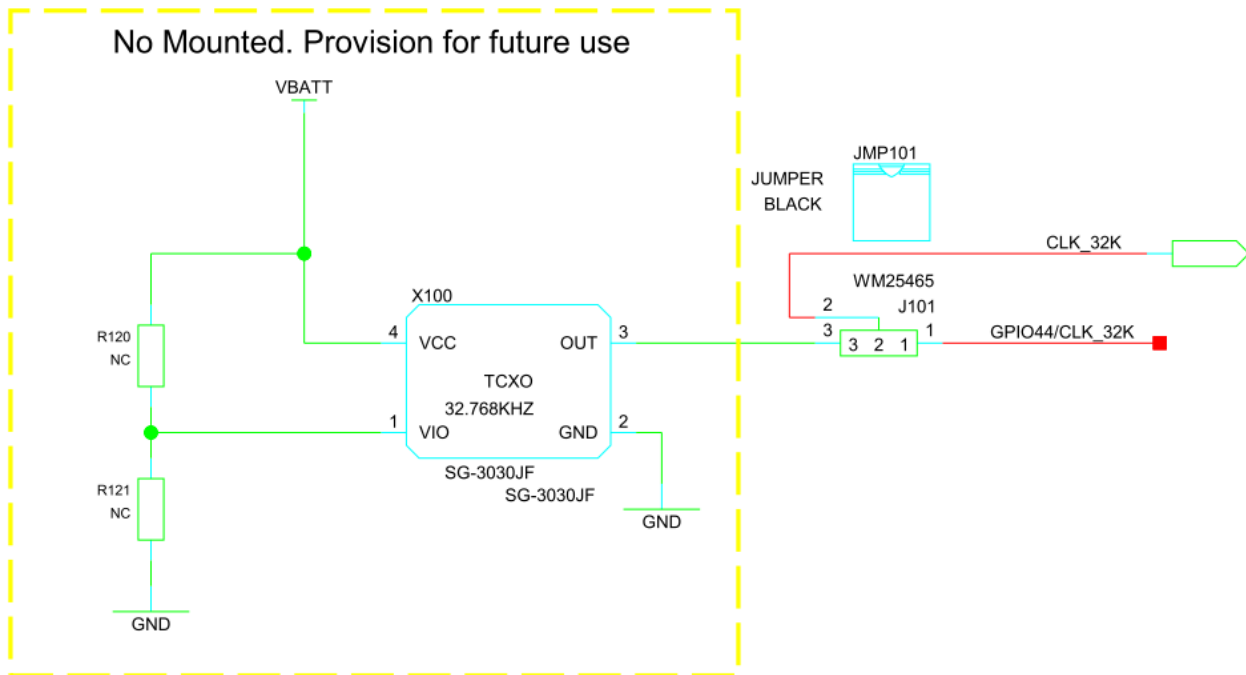 No Mounted. Provision for future use
VBATT
JMP101
JUMPER
BLACK
CLK_32K
WM25465
J101
X100
2
R120
NC
4
VCC
OUT
3
3
3 2 1
1
GPIO44/CLK_32K
TCXO
32.768KHZ
1
VIO
GND
2
SG-3030JF
SG-3030JF
R121
NC
GND
GND